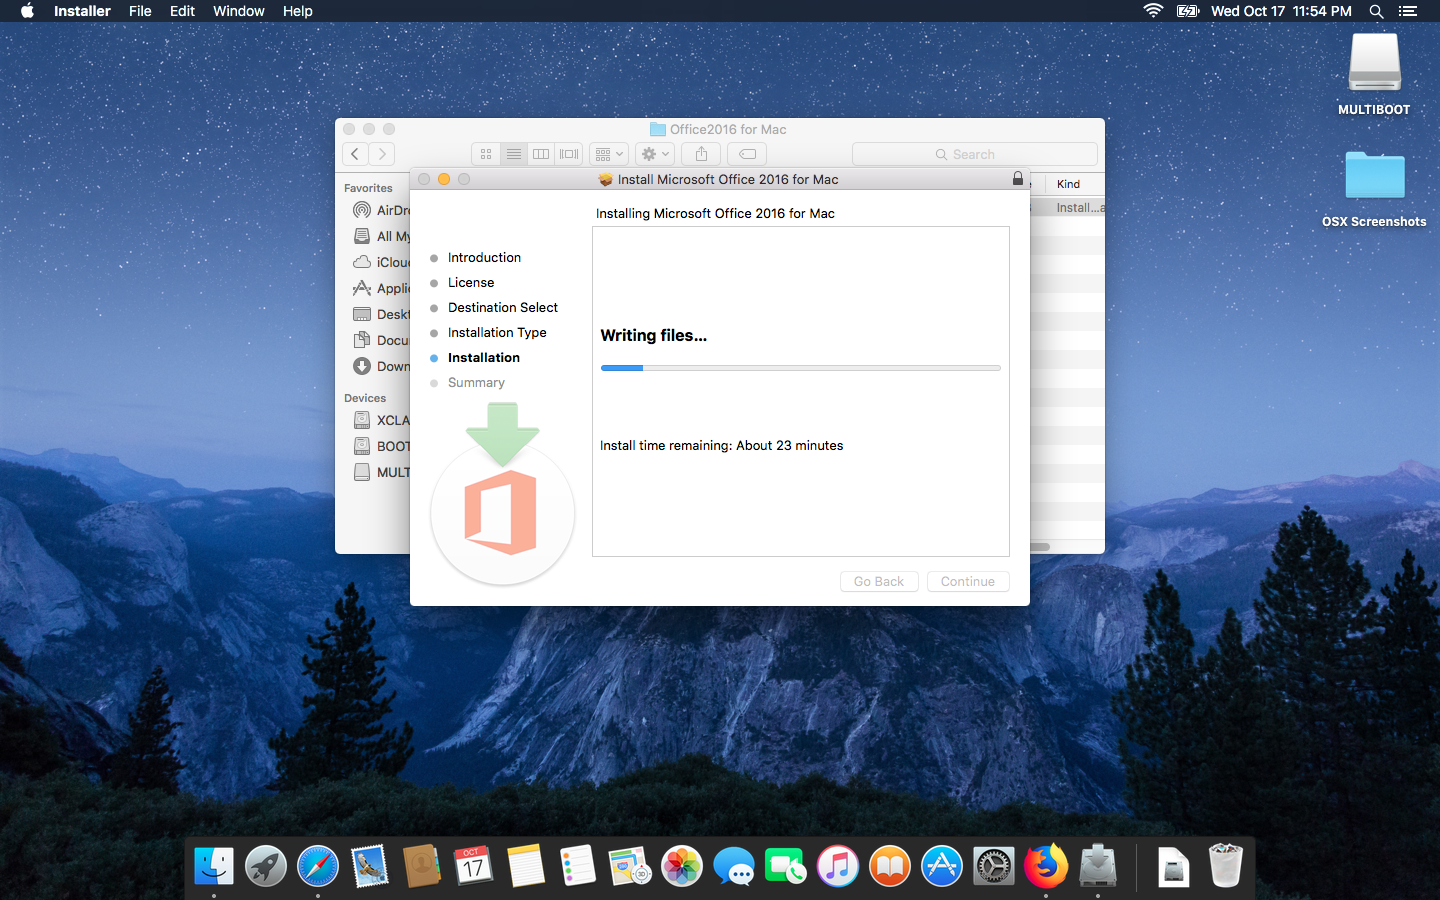 Installer File Edit Window Help
Wed Oct 17 11:54 PM
MULTIBOOT
OSX Screenshots
Office2016 for Mac
Search
Favorites
AirDr
All My
iClou
Appli
Deskt
Docu
Down
Devices
XCLA
BOOT
MULT
Kind
Install...a
Install Microsoft Office 2016 for Mac
Installing Microsoft Office 2016 for Mac
Introduction
License
Destination Select
Installation Type
Installation
Summary
Writing files...
Install time remaining: About 23 minutes
Go Back
Continue
OCT
17
3D